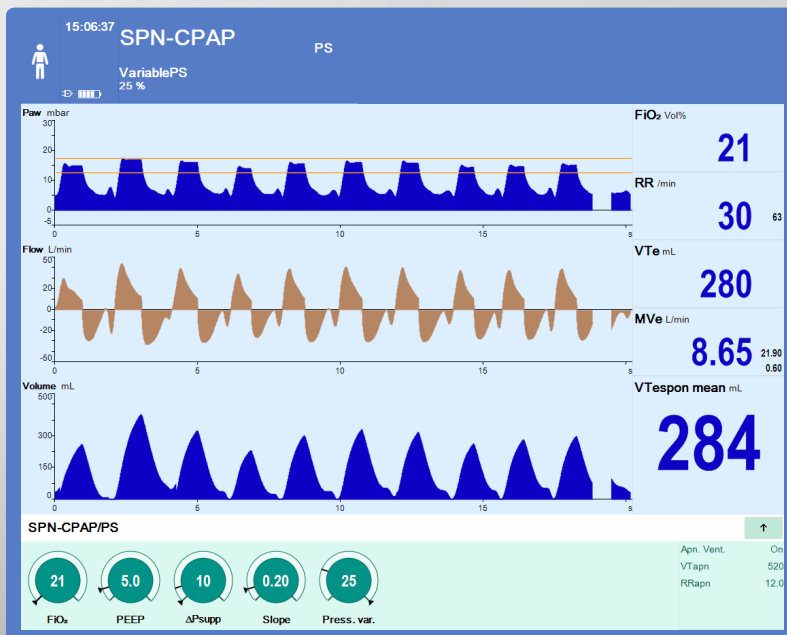 15:06:37
SPN-CPAP
PS
VariablePS
25 %
Paw mbar
30
20
10
0
-5
0 5 10 15 s
FiO₂ Vol%
21
RR /min
30 63
Flow L/min
50
20
0
-20
-50
0 5 10 15 s
VTe mL
280
MVe L/min
8.65 21.90
0.60
Volume mL
600
300
150
0
0 5 10 15 s
VTespon mean mL
284
SPN-CPAP/PS
21 5.0 10 0.20 25
FiO₂ PEEP ΔPsupp Slope Press. var.
Apn. Vent. On
VTapn 520
RRapn 12.0